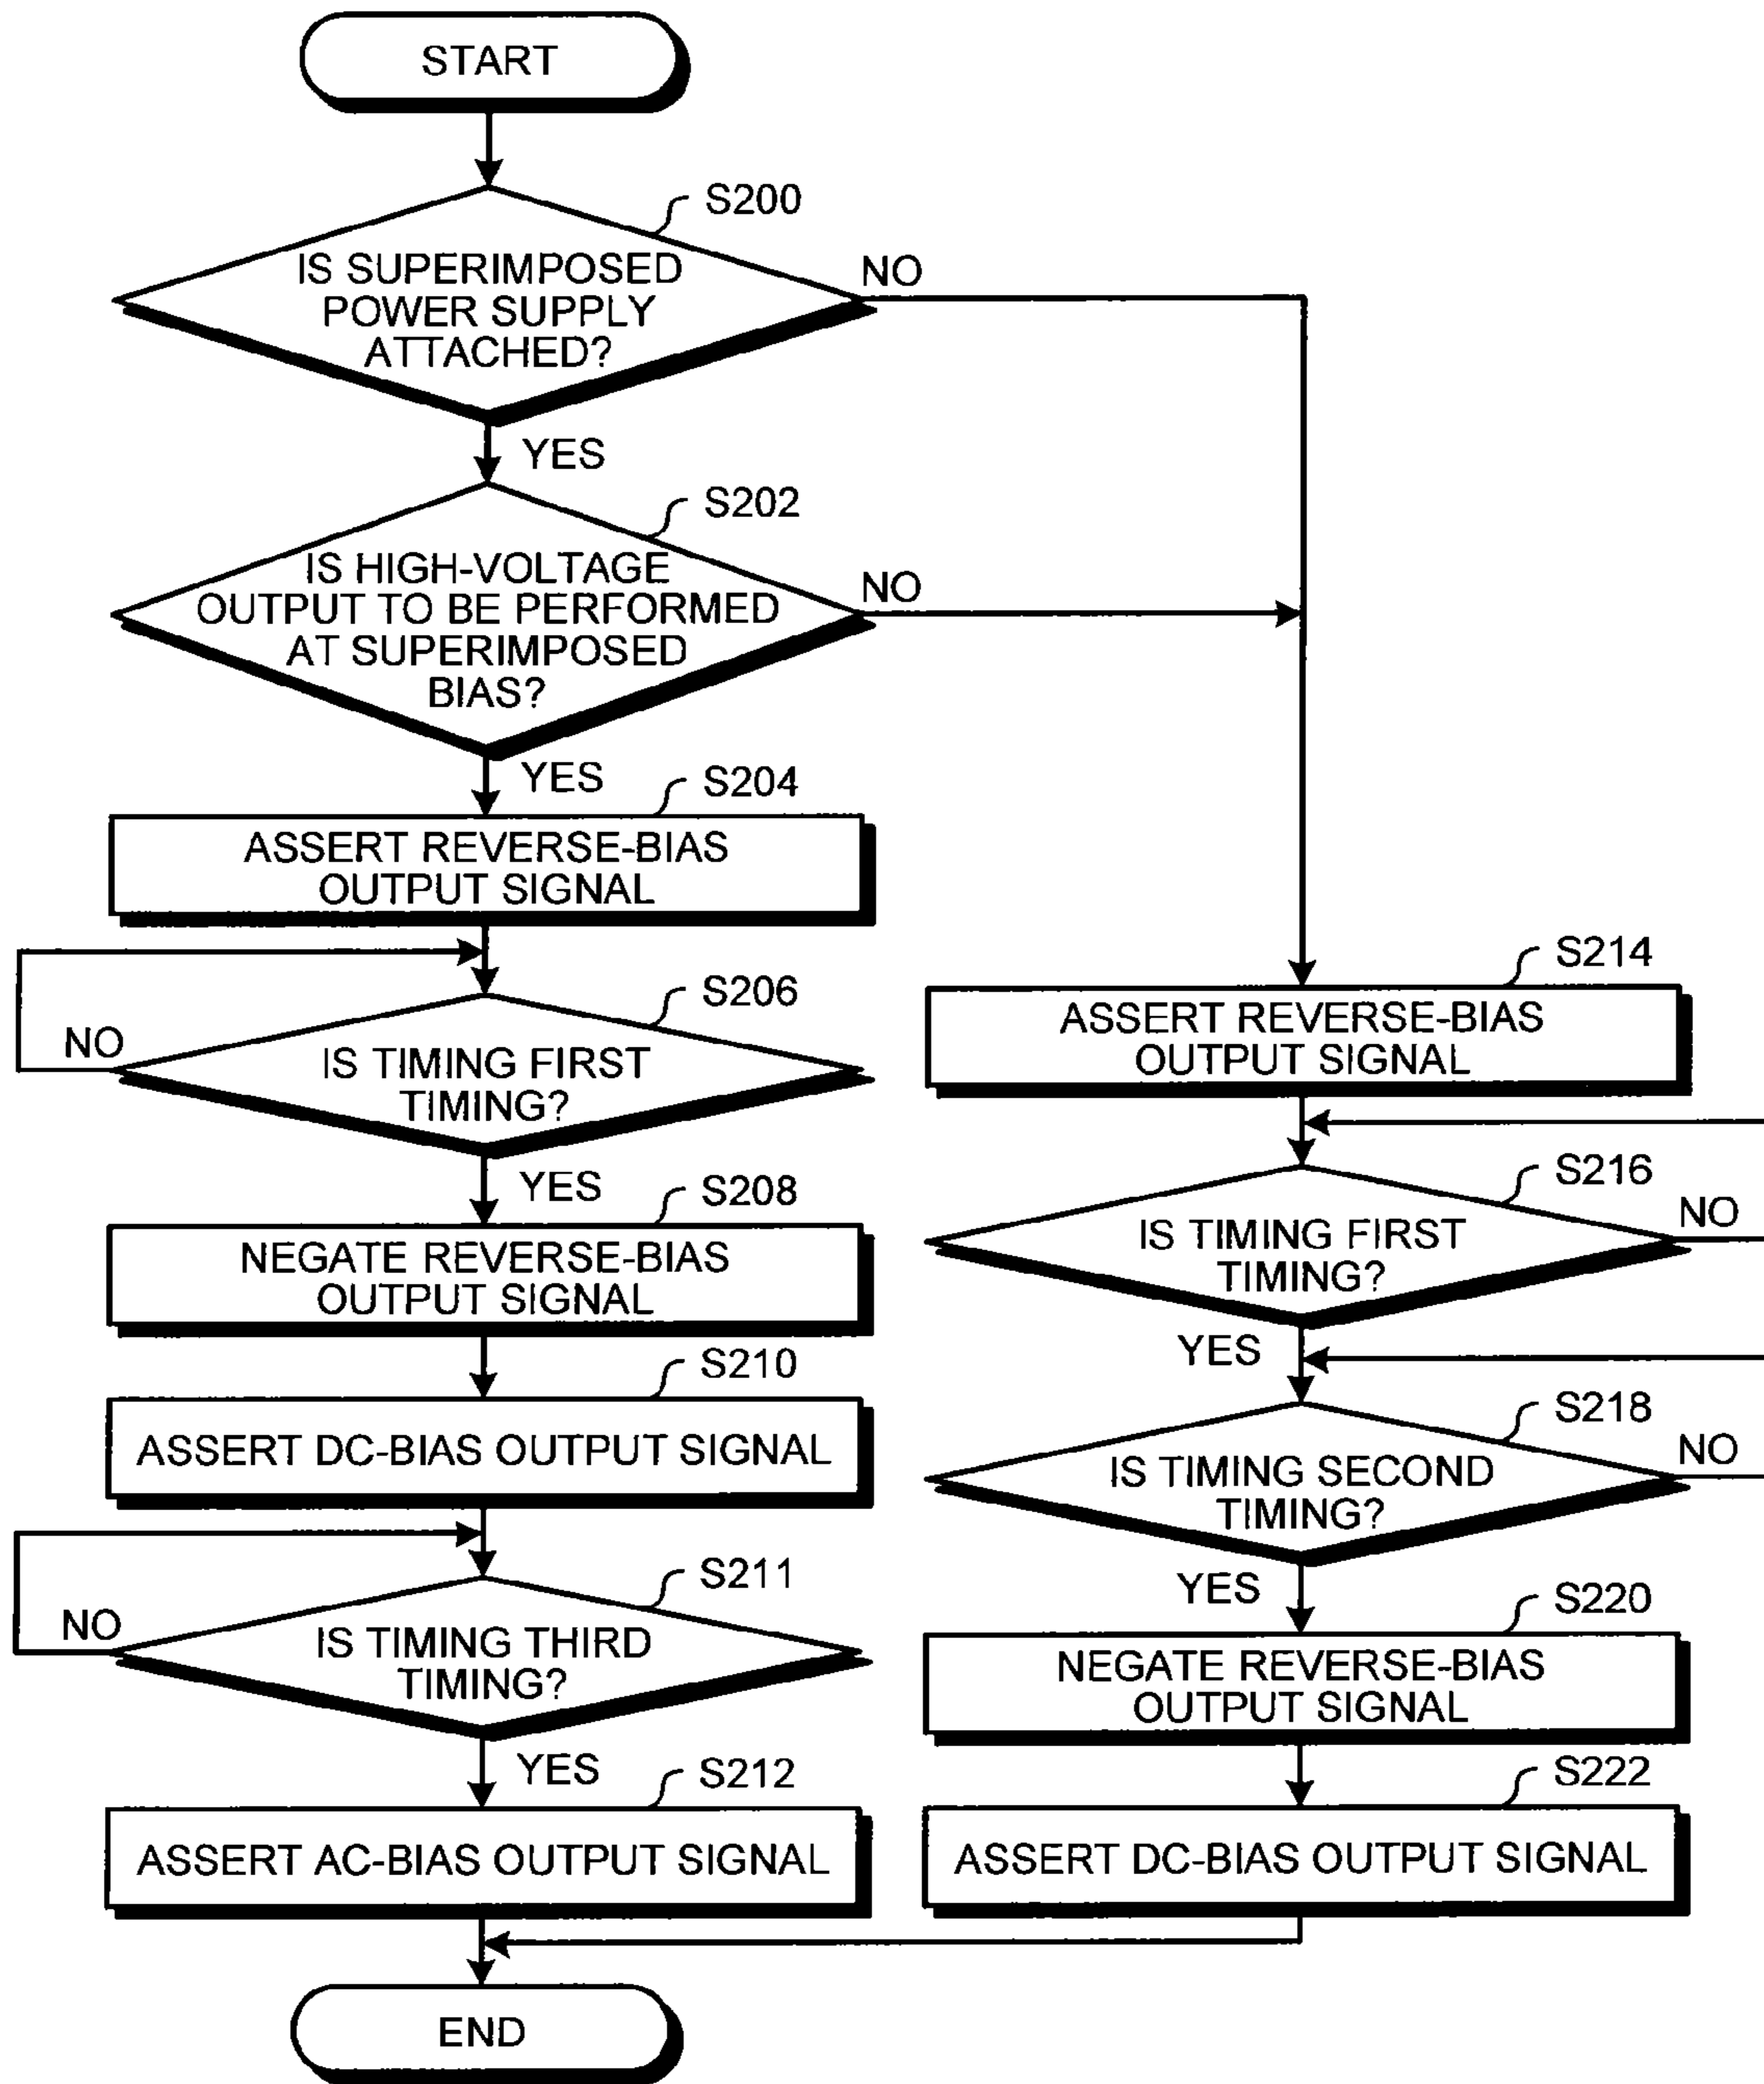 START
S200
IS SUPERIMPOSED
POWER SUPPLY
ATTACHED?
NO
YES
S202
IS HIGH-VOLTAGE
OUTPUT TO BE PERFORMED
AT SUPERIMPOSED
BIAS?
NO
YES
S204
ASSERT REVERSE-BIAS
OUTPUT SIGNAL
S206
NO
IS TIMING FIRST
TIMING?
YES
S208
NEGATE REVERSE-BIAS
OUTPUT SIGNAL
S210
ASSERT DC-BIAS OUTPUT SIGNAL
S211
NO
IS TIMING THIRD
TIMING?
YES
S212
ASSERT AC-BIAS OUTPUT SIGNAL
S214
ASSERT REVERSE-BIAS
OUTPUT SIGNAL
S216
NO
IS TIMING FIRST
TIMING?
YES
S218
NO
IS TIMING SECOND
TIMING?
YES
S220
NEGATE REVERSE-BIAS
OUTPUT SIGNAL
S222
ASSERT DC-BIAS OUTPUT SIGNAL
END